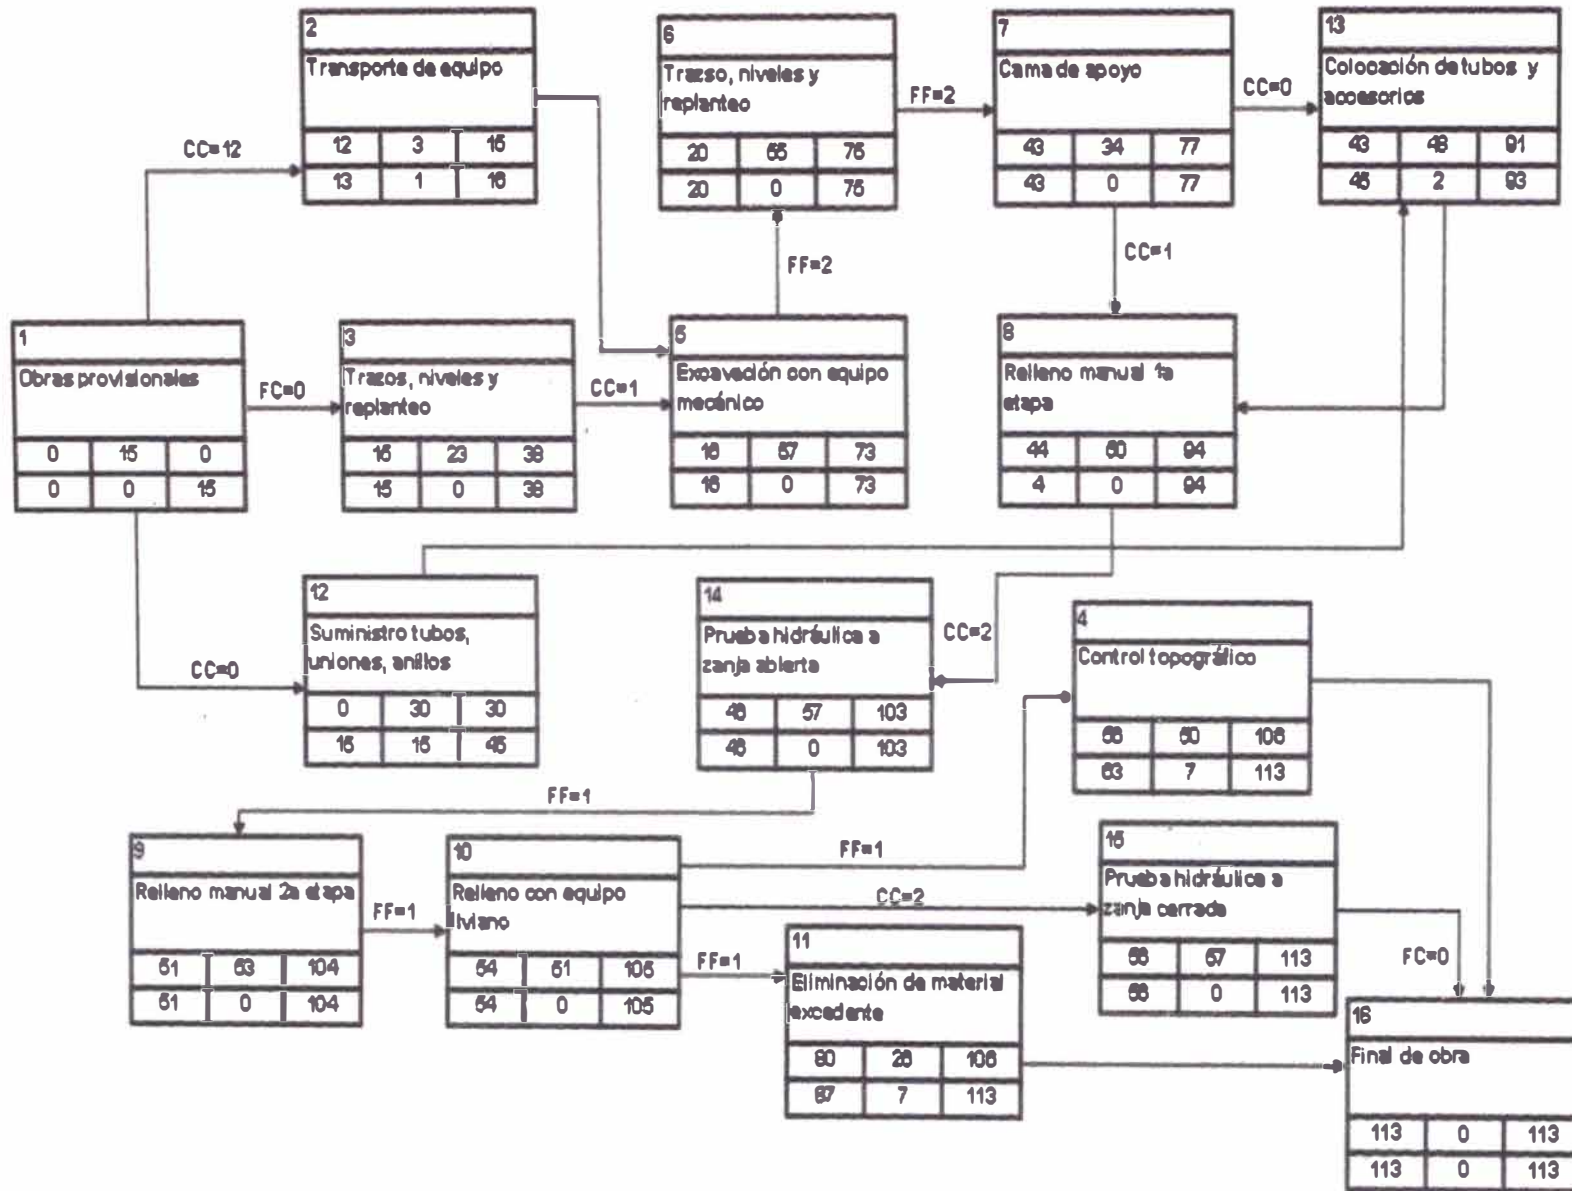 2
Transporte de equipo
12 3 15
13 1 16
6
Trazso, niveles y
replanteo
20 55 75
20 0 75
7
Cama de apoyo
43 34 77
43 0 77
13
Colocación de tubos y
accesorios
43 48 91
45 2 93
CC=12
FF=2
CC=0
FF=2
CC=1
1
Obras provisionales
0 15 0
0 0 15
FC=0
3
Trazos, niveles y
replanteo
15 23 38
15 0 38
CC=1
5
Excavación con equipo
mecánico
16 57 73
16 0 73
8
Relleno manual 1a
etapa
44 50 94
4 0 94
CC=0
12
Suministro tubos,
uniones, anillos
0 30 30
15 15 45
14
Prueba hidráulica a
zanja abierta
46 57 103
46 0 103
CC=2
4
Control topográfico
56 50 106
63 7 113
FF=1
9
Relleno manual 2a etapa
51 53 104
51 0 104
FF=1
10
Relleno con equipo
liviano
54 51 105
54 0 105
FF=1
CC=2
FF=1
15
Prueba hidráulica a
zanja cerrada
56 57 113
56 0 113
FC=0
11
Eliminación de material
excedente
80 26 106
87 7 113
16
Final de obra
113 0 113
113 0 113